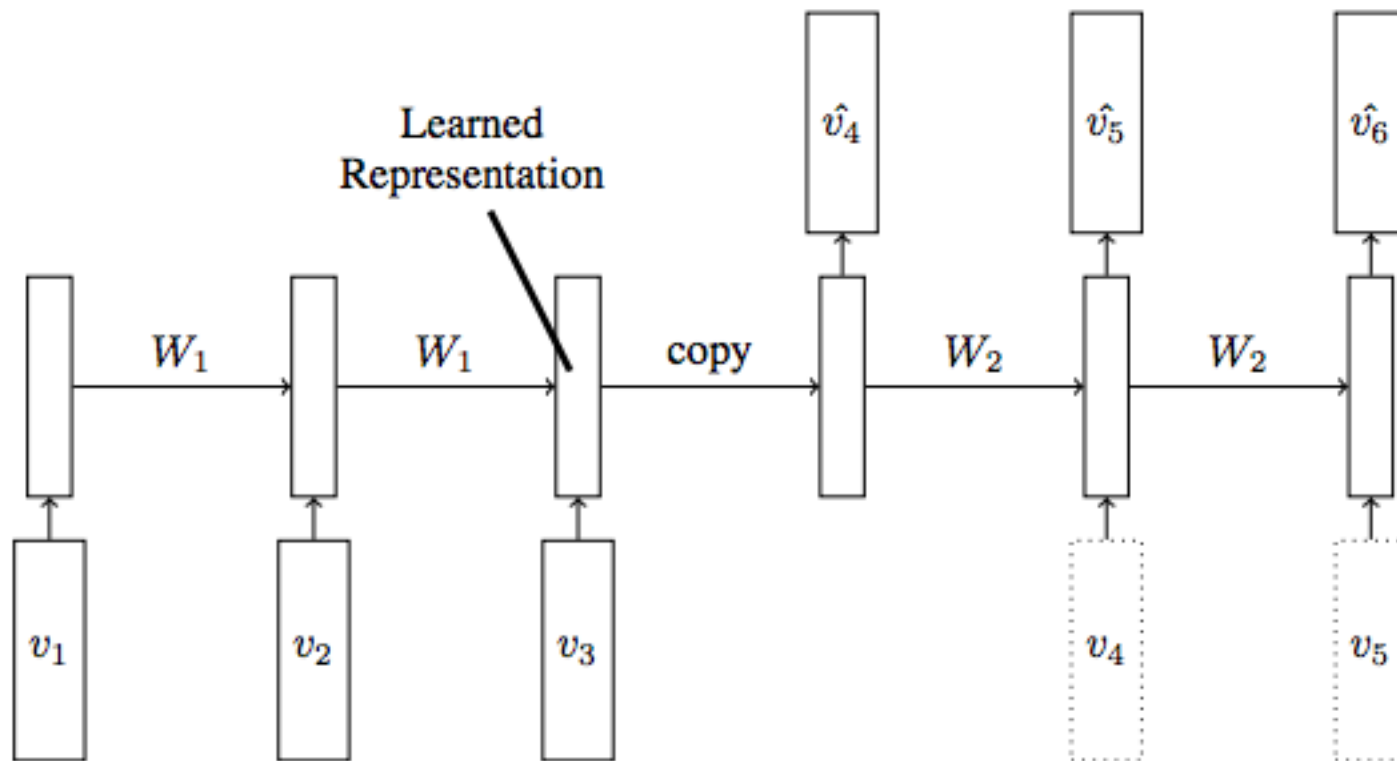 v̂₄ v̂₅ v̂₆
Learned
Representation
W₁ W₁ copy W₂ W₂
v₁ v₂ v₃ v₄ v₅